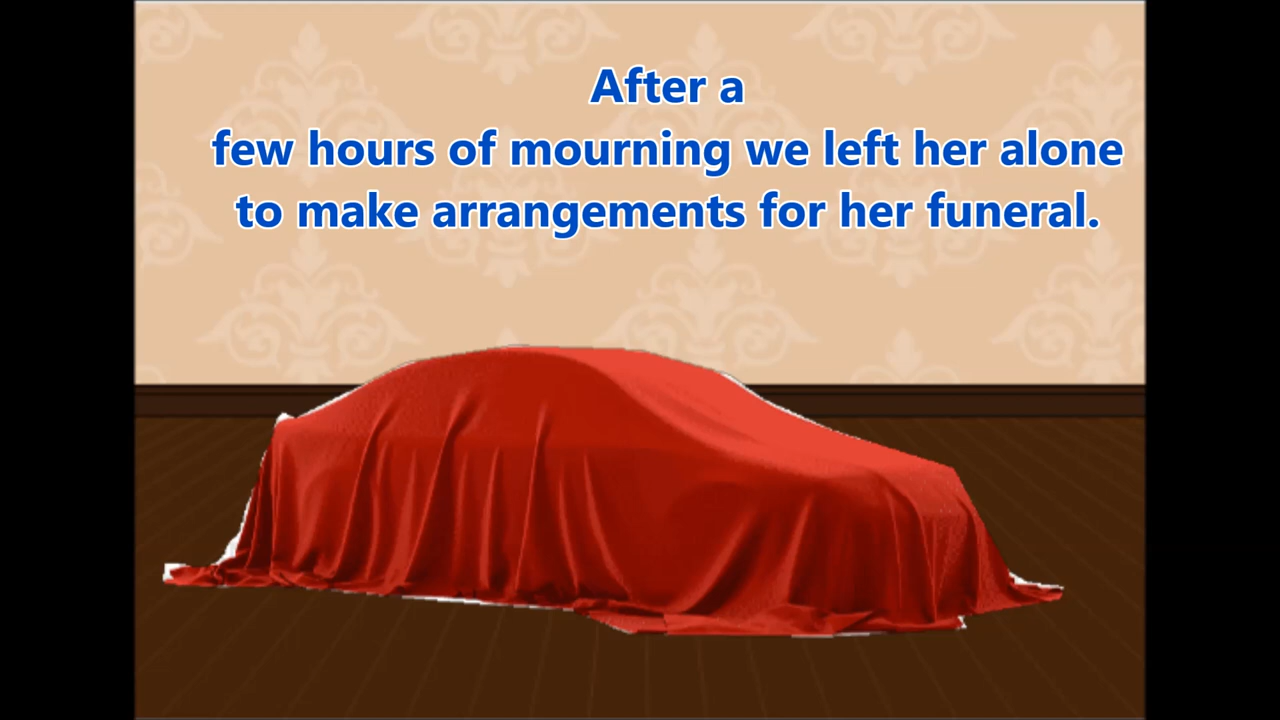 After a
few hours of mourning we left her alone
to make arrangements for her funeral.